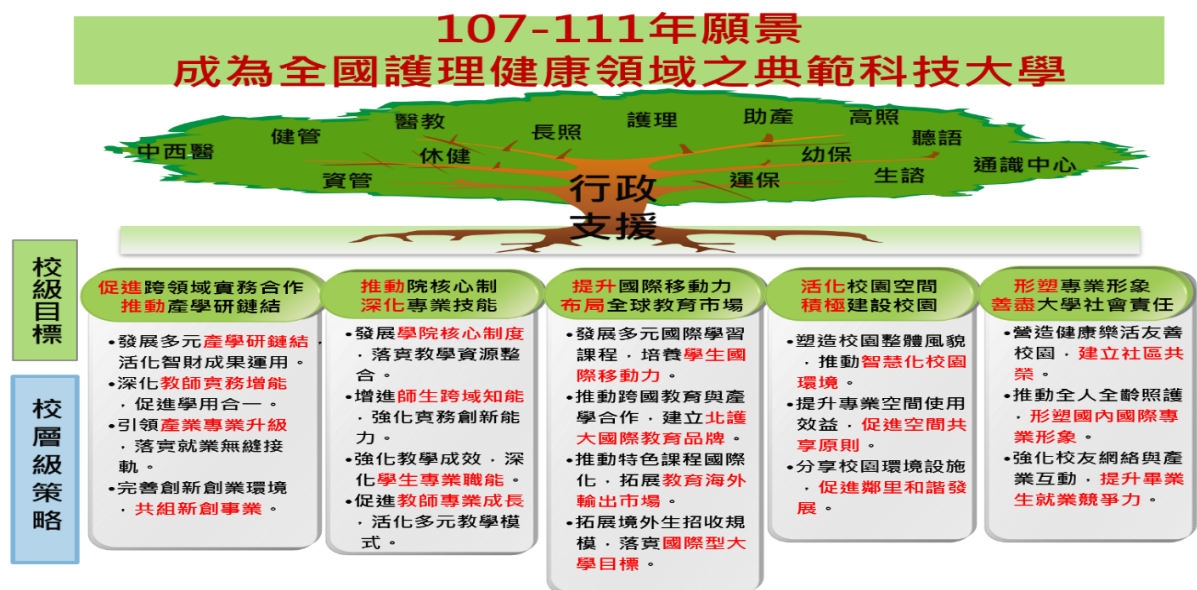 107-111年願景
成為全國護理健康領域之典範科技大學
中西醫
健管
醫教
長照
護理
助產
高照
聽語
資管
休健
幼保
運保
生諮
通識中心
行政
支援
校級目標
校層級策略
促進跨領域實務合作
推動產學研鏈結
•發展多元產學研鏈結，
活化智財成果運用。
•深化教師實務增能
，促進學用合一。
•引領產業專業升級
，落實就業無縫接
軌。
•完善創新創業環境
，共組新創事業。
推動院核心制
深化專業技能
•發展學院核心制度
，落實教學資源整
合。
•增進師生跨域知能
，強化實務創新能
力。
•強化教學成效，深
化學生專業職能。
•促進教師專業成長
，活化多元教學模
式。
提升國際移動力
布局全球教育市場
•發展多元國際學習
課程，培養學生國
際移動力。
•推動跨國教育與產
學合作，建立北護
大國際教育品牌。
•推動特色課程國際
化，拓展教育海外
輸出市場。
•拓展境外生招收規
模，落實國際型大
學目標。
活化校園空間
積極建設校園
•塑造校園整體風貌
，推動智慧化校園
環境。
•提升專業空間使用
效益，促進空間共
享原則。
•分享校園環境設施
，促進鄰里和諧發
展。
形塑專業形象
善盡大學社會責任
•營造健康樂活友善
校園，建立社區共
榮。
•推動全人全齡照護
，形塑國內國際專
業形象。
•強化校友網絡與產
業互動，提升畢業
生就業競爭力。